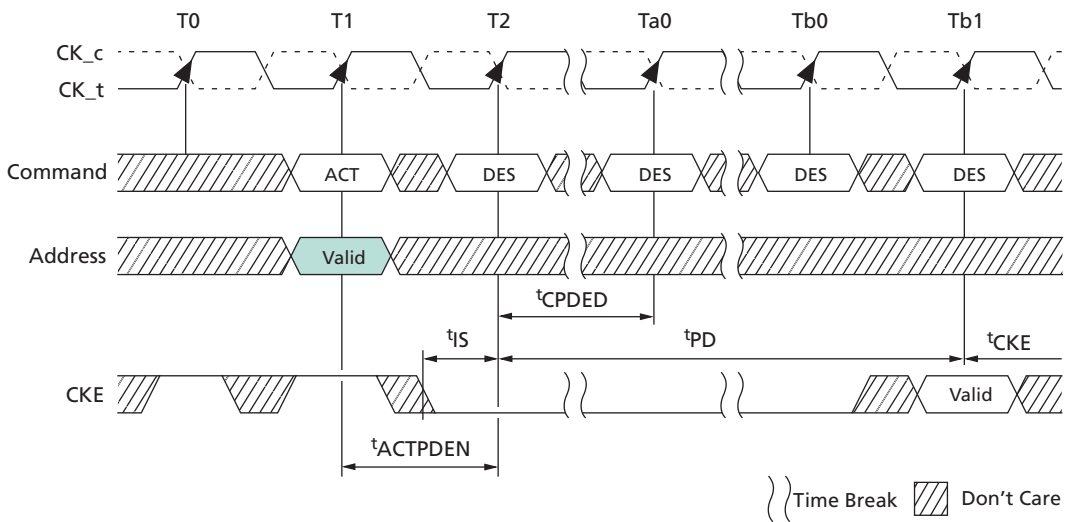 T0 T1 T2 Ta0 Tb0 Tb1
CK_c
CK_t
Command ACT DES DES DES DES
Address Valid
tCPDED
tIS tPD tCKE
CKE Valid
tACTPDEN
Time Break Don't Care